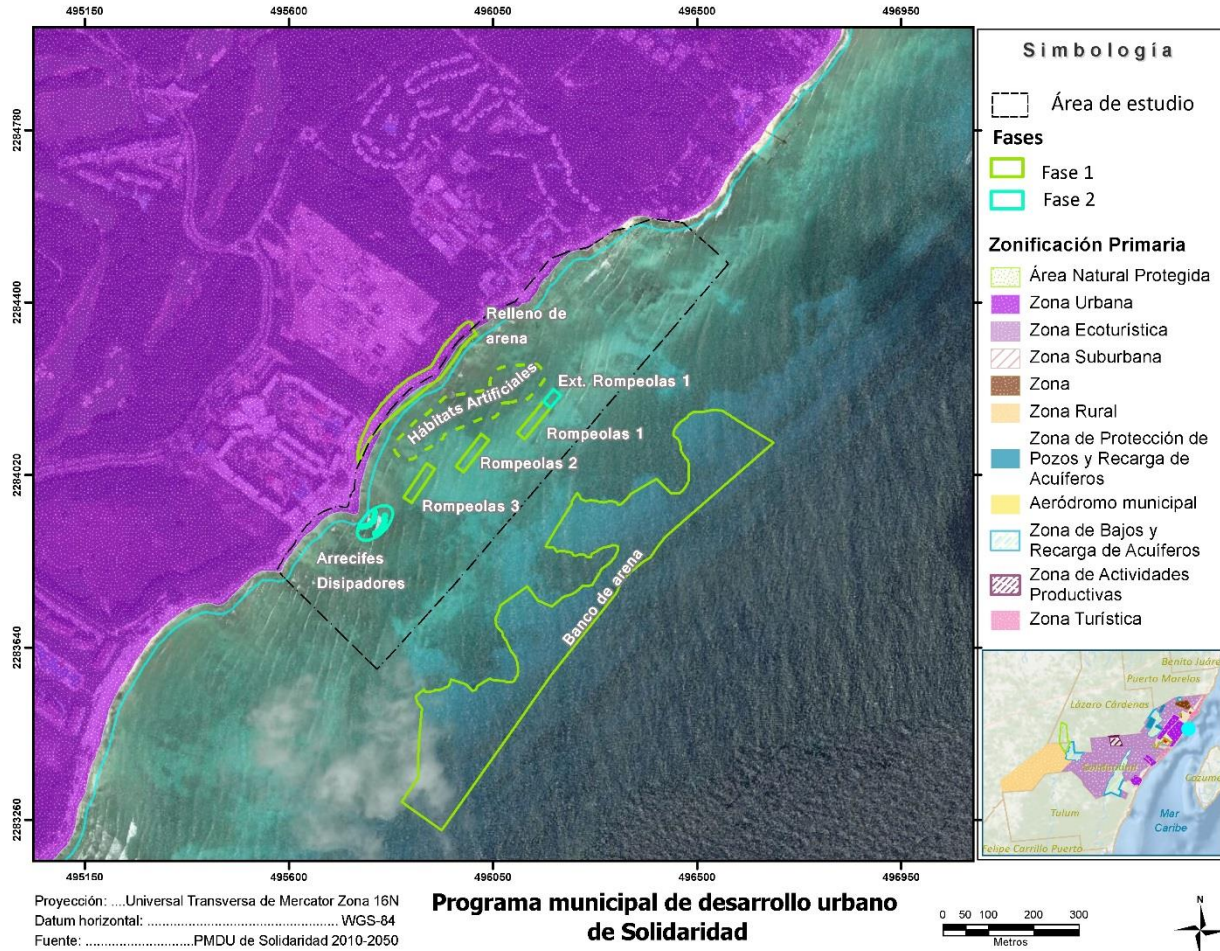 495150
495600
496050
496500
496950
2284780
2284400
2284020
2283640
2283260
Relleno de
arena
Hábitats Artificiales
Ext. Rompeolas 1
Rompeolas 1
Rompeolas 2
Rompeolas 3
Arrecifes
Disipadores
Banco de arena
Simbología
Área de estudio
Fases
Fase 1
Fase 2
Zonificación Primaria
Área Natural Protegida
Zona Urbana
Zona Ecoturística
Zona Suburbana
Zona
Zona Rural
Zona de Protección de
Pozos y Recarga de
Acuíferos
Aeródromo municipal
Zona de Bajos y
Recarga de Acuíferos
Zona de Actividades
Productivas
Zona Turística
Benito Juáre
Puerto Morelos
Lázaro Cárdenas
Solidaridad
Cozume
Tulum
Mar
Caribe
Felipe Carrillo Puerto
495150
495600
496050
496500
496950
Proyección: ....Universal Transversa de Mercator Zona 16N
Datum horizontal: .................................... WGS-84
Fuente: .........................PMDU de Solidaridad 2010-2050
Programa municipal de desarrollo urbano
de Solidaridad
0 50 100 200 300
Metros
N